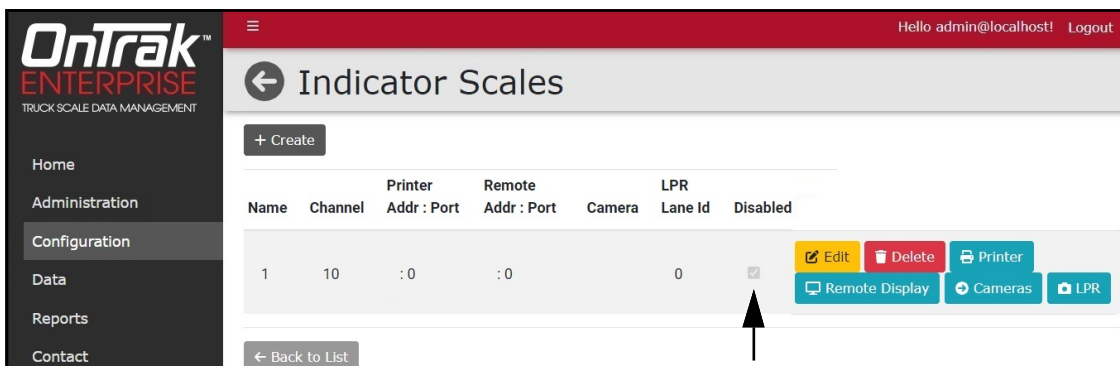 OnTrak™
ENTERPRISE
TRUCK SCALE DATA MANAGEMENT
Home
Administration
Configuration
Data
Reports
Contact
Hello admin@localhost! Logout
Indicator Scales
+ Create
Name Channel Printer Addr : Port Remote Addr : Port Camera LPR Lane Id Disabled
1 10 : 0 : 0 0
Edit Delete Printer
Remote Display Cameras LPR
← Back to List